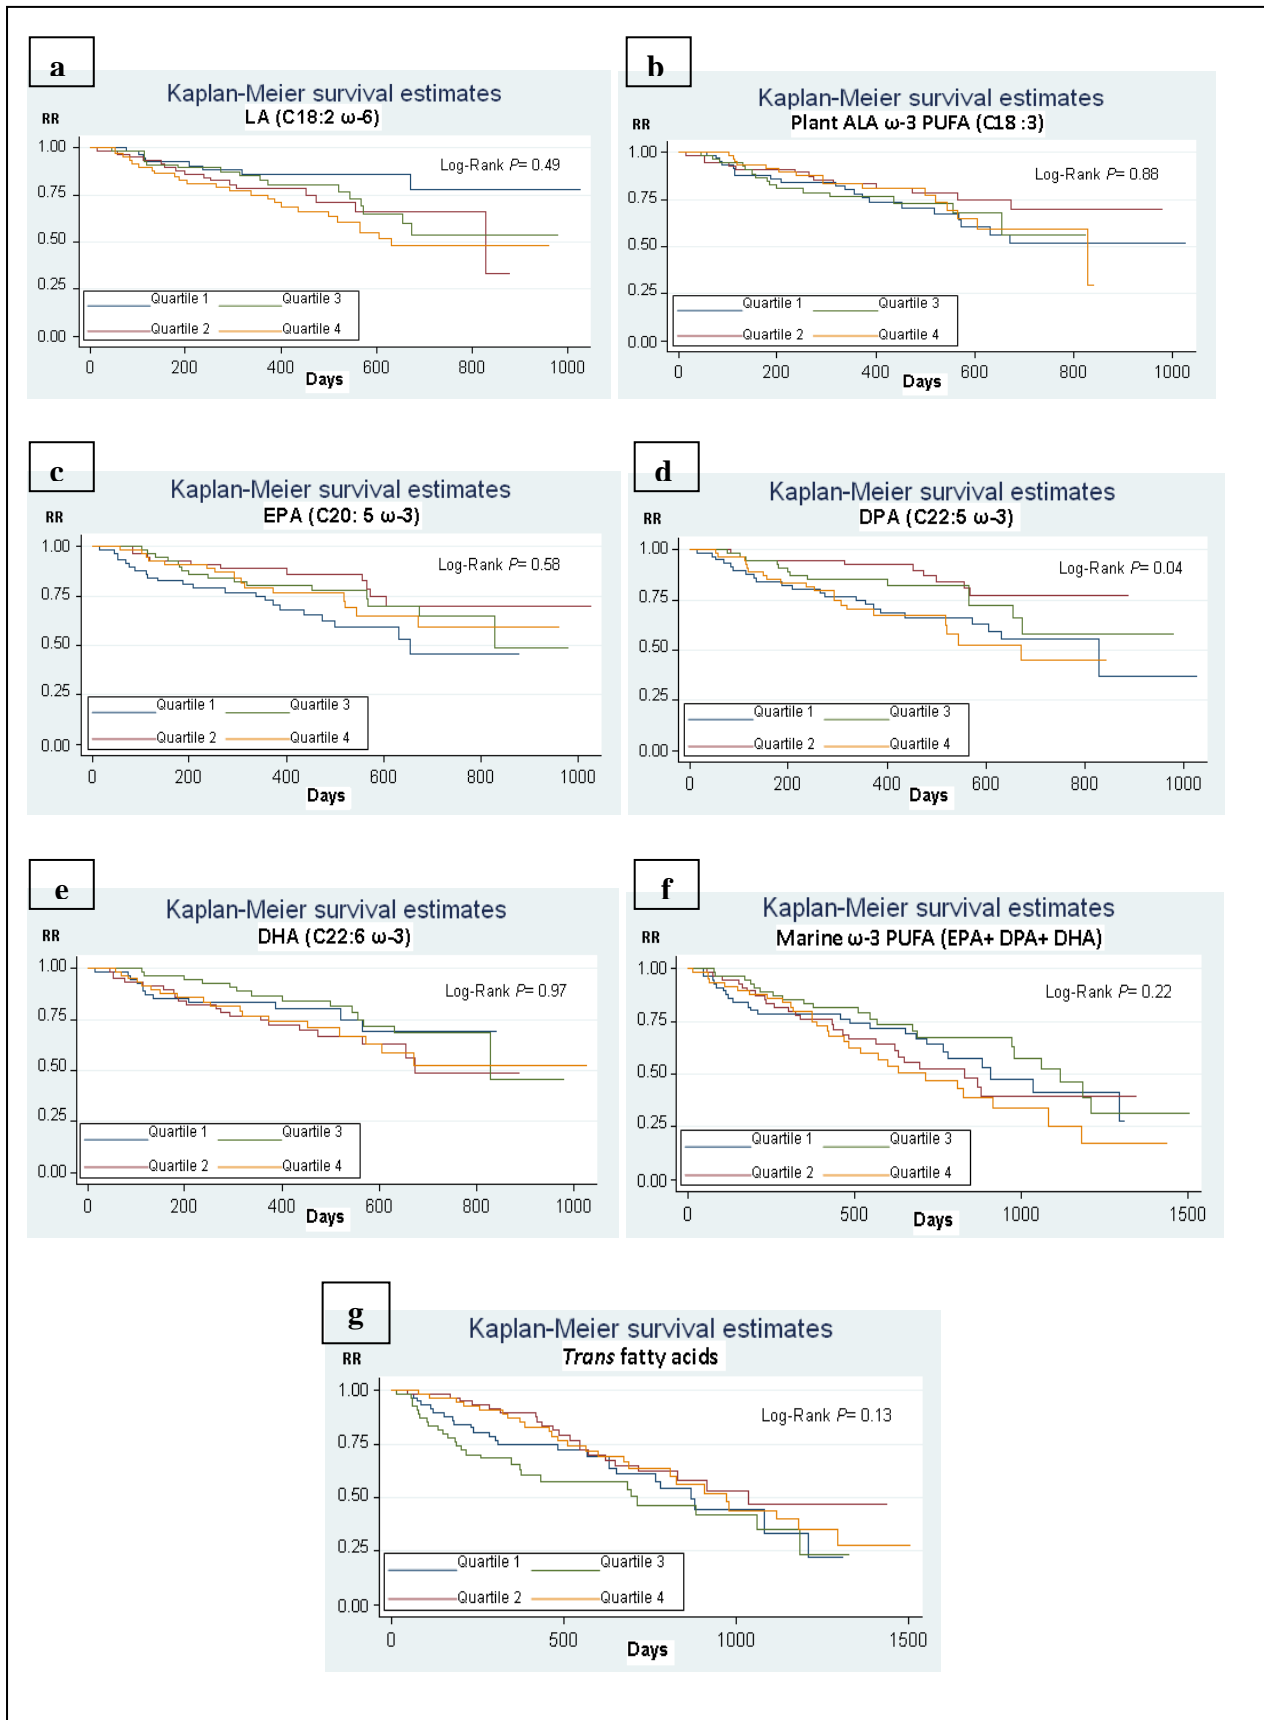 a
Kaplan-Meier survival estimates
LA (C18:2 ω-6)
RR
Log-Rank P= 0.49
1.00
0.75
0.50
0.25
0.00
Quartile 1 Quartile 3
Quartile 2 Quartile 4
0 200 400 600 800 1000
Days
b
Kaplan-Meier survival estimates
Plant ALA ω-3 PUFA (C18 :3)
RR
Log-Rank P= 0.88
1.00
0.75
0.50
0.25
0.00
Quartile 1 Quartile 3
Quartile 2 Quartile 4
0 200 400 600 800 1000
Days
c
Kaplan-Meier survival estimates
EPA (C20: 5 ω-3)
RR
Log-Rank P= 0.58
1.00
0.75
0.50
0.25
0.00
Quartile 1 Quartile 3
Quartile 2 Quartile 4
0 200 400 600 800 1000
Days
d
Kaplan-Meier survival estimates
DPA (C22:5 ω-3)
RR
Log-Rank P= 0.04
1.00
0.75
0.50
0.25
0.00
Quartile 1 Quartile 3
Quartile 2 Quartile 4
0 200 400 600 800 1000
Days
e
Kaplan-Meier survival estimates
DHA (C22:6 ω-3)
RR
Log-Rank P= 0.97
1.00
0.75
0.50
0.25
0.00
Quartile 1 Quartile 3
Quartile 2 Quartile 4
0 200 400 600 800 1000
Days
f
Kaplan-Meier survival estimates
Marine ω-3 PUFA (EPA+ DPA+ DHA)
RR
Log-Rank P= 0.22
1.00
0.75
0.50
0.25
0.00
Quartile 1 Quartile 3
Quartile 2 Quartile 4
0 500 1000 1500
Days
g
Kaplan-Meier survival estimates
Trans fatty acids
RR
Log-Rank P= 0.13
1.00
0.75
0.50
0.25
0.00
Quartile 1 Quartile 3
Quartile 2 Quartile 4
0 500 1000 1500
Days